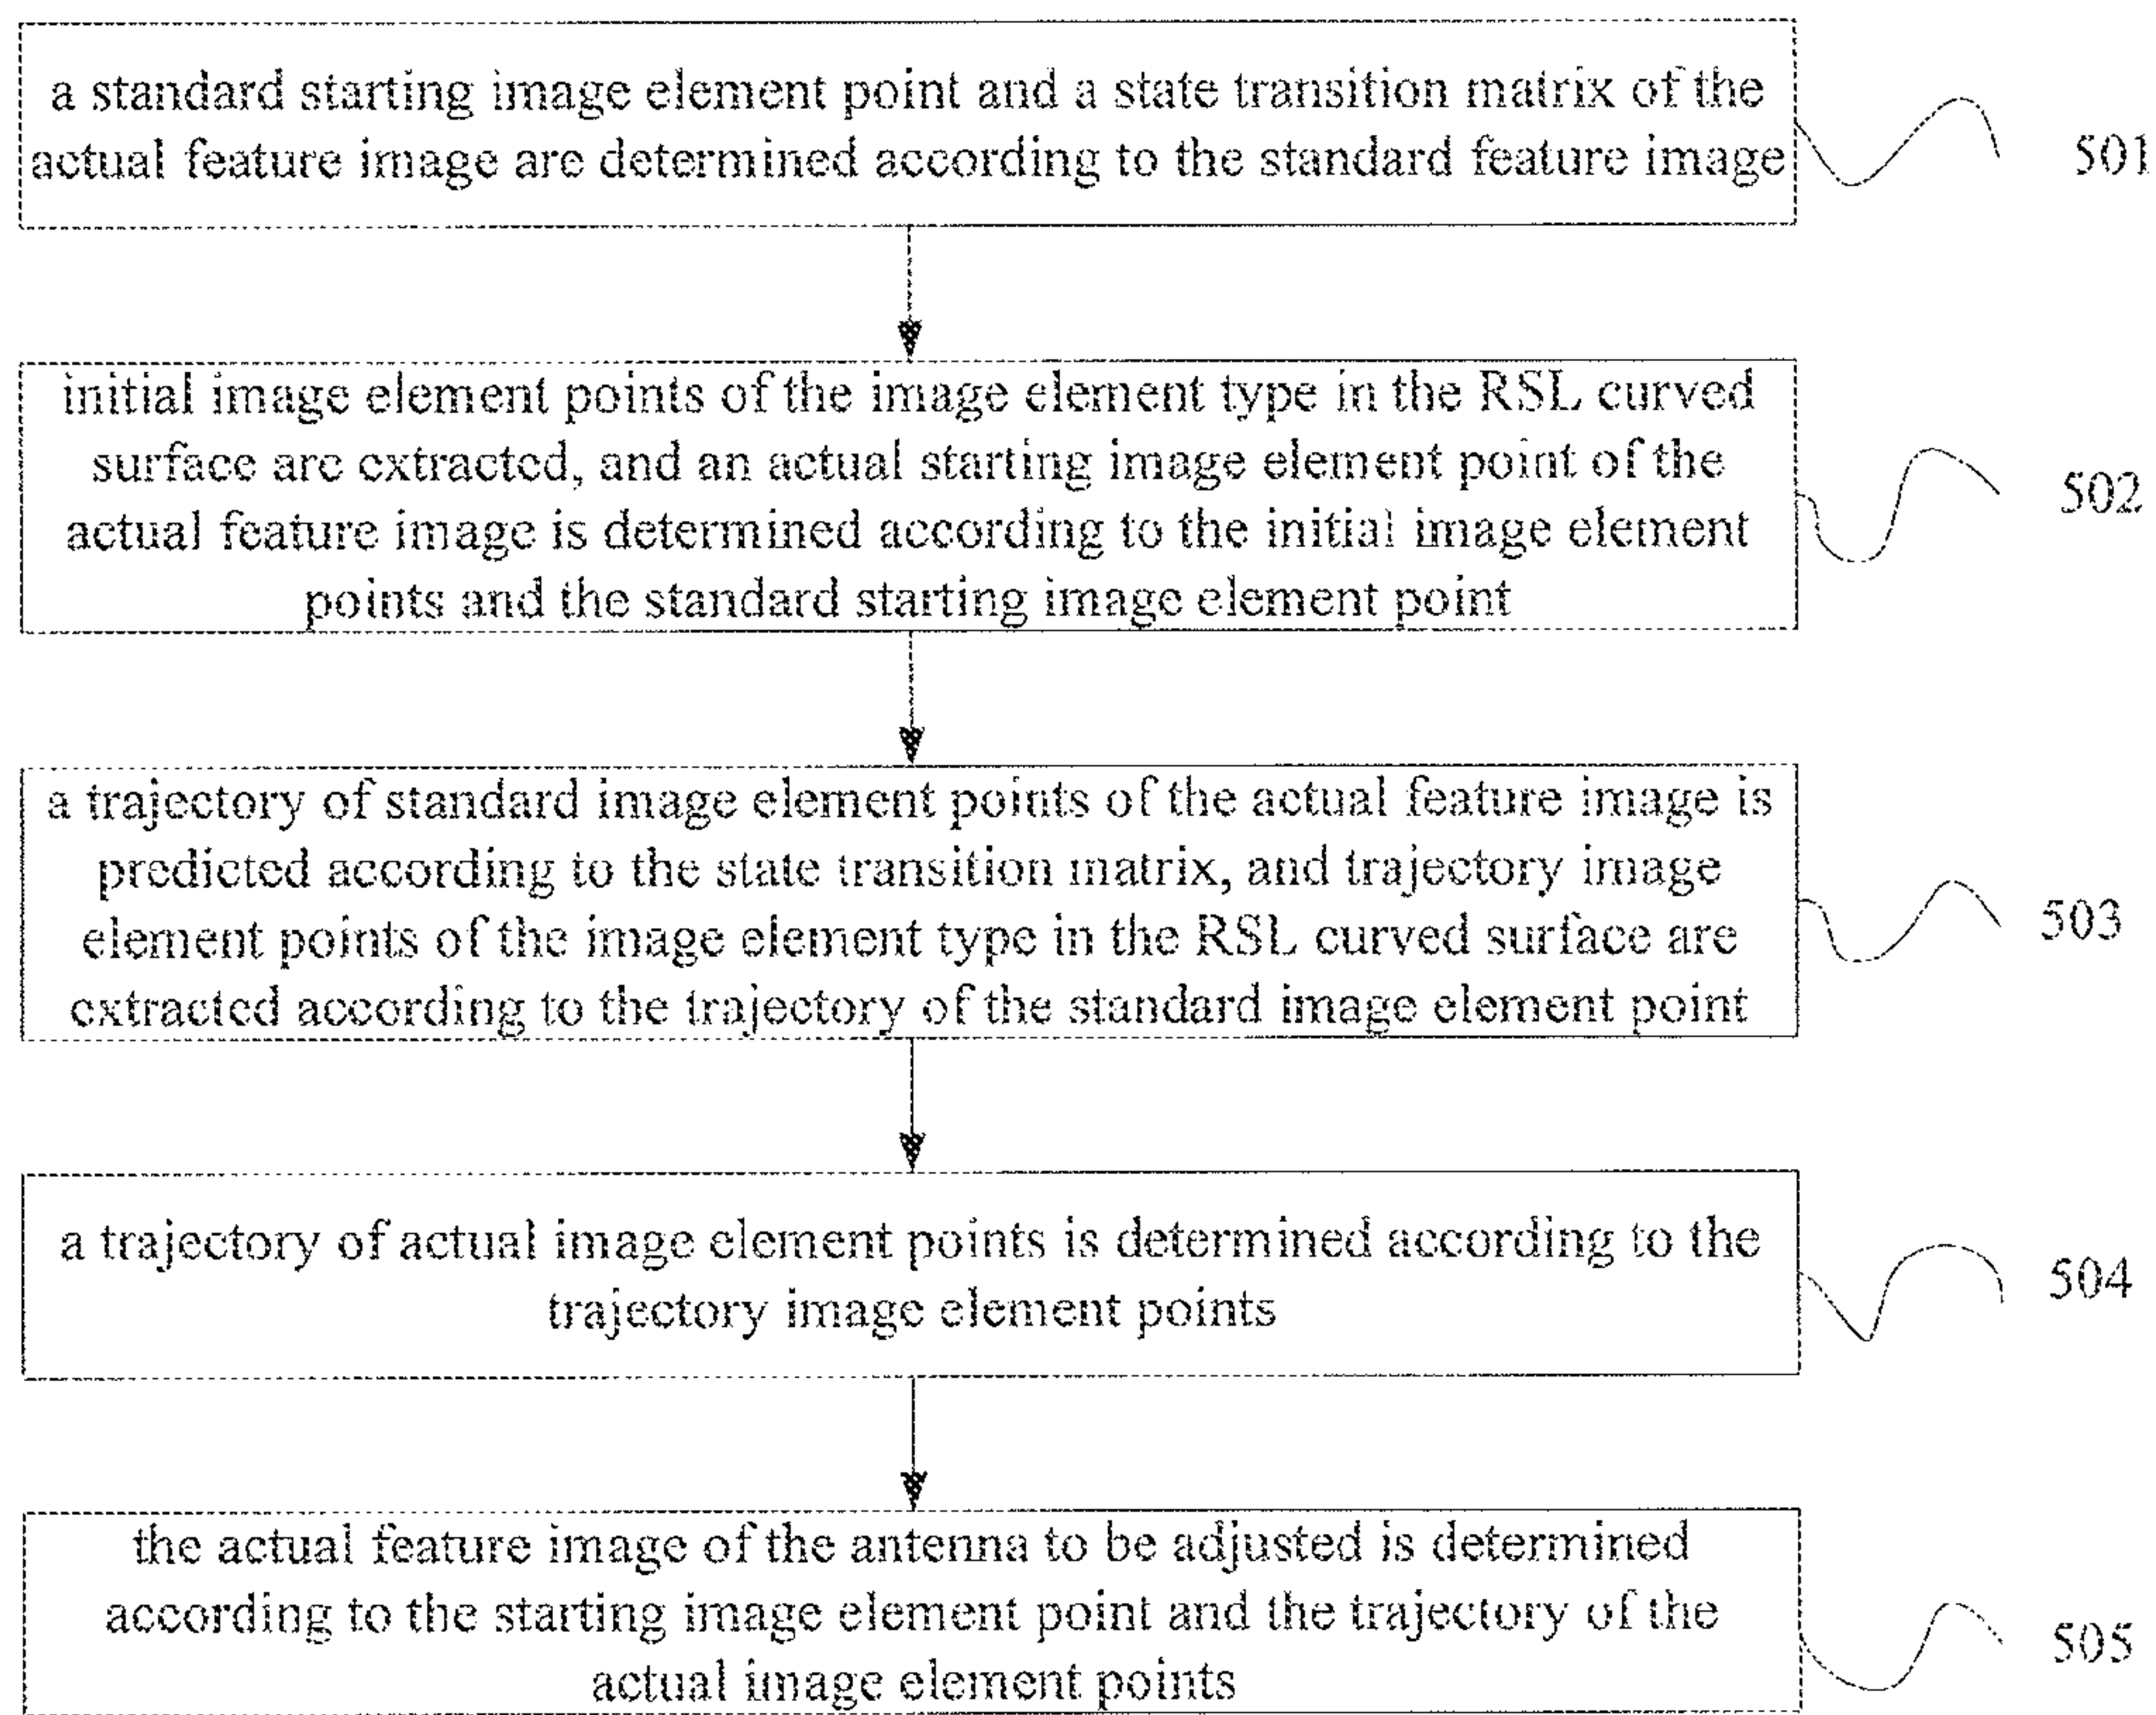 a standard starting image element point and a state transition matrix of the
actual feature image are determined according to the standard feature image
501
initial image element points of the image element type in the RSL curved
surface are extracted, and an actual starting image element point of the
actual feature image is determined according to the initial image element
points and the standard starting image element point
502
a trajectory of standard image element points of the actual feature image is
predicted according to the state transition matrix, and trajectory image
element points of the image element type in the RSL curved surface are
extracted according to the trajectory of the standard image element point
503
a trajectory of actual image element points is determined according to the
trajectory image element points
504
the actual feature image of the antenna to be adjusted is determined
according to the starting image element point and the trajectory of the
actual image element points
505